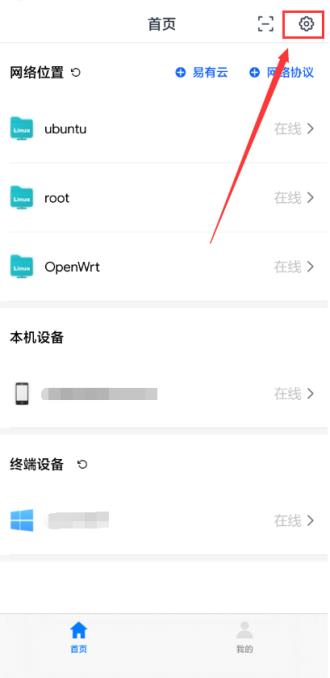 首页
网络位置 易有云 网络协议
Linux ubuntu 在线
Linux root 在线
Linux OpenWrt 在线
本机设备
在线
终端设备
在线
首页 我的